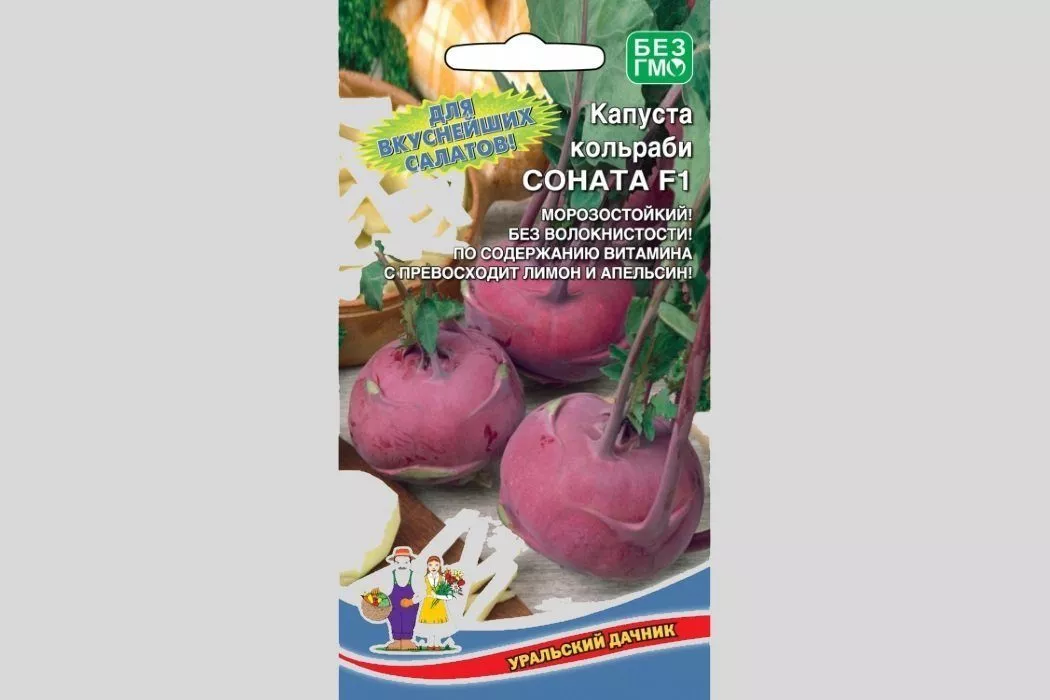 БЕЗ
ГМО
ДЛЯ
ВКУСНЕЙШИХ
САЛАТОВ!
Капуста
кольраби
СОНАТА F1
МОРОЗОСТОЙКИЙ!
БЕЗ ВОЛОКНИСТОСТИ!
ПО СОДЕРЖАНИЮ ВИТАМИНА
С ПРЕВОСХОДИТ ЛИМОН И АПЕЛЬСИН!
УРАЛЬСКИЙ ДАЧНИК